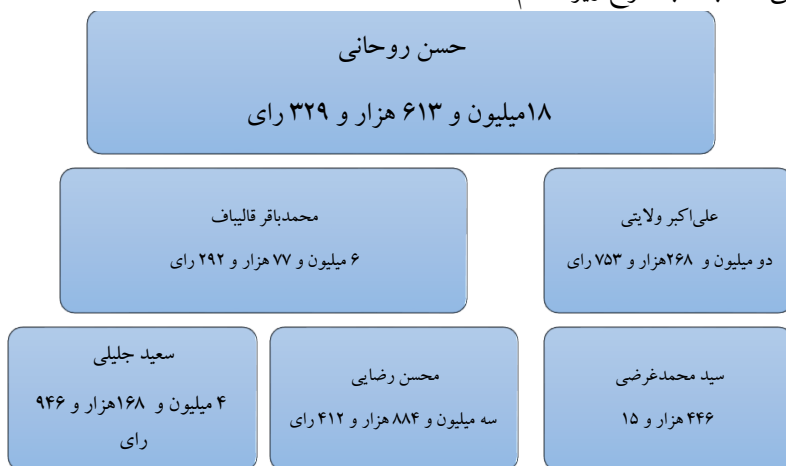 حسن روحانی
۱۸میلیون و ۶۱۳ هزار و ۳۲۹ رای
علی‌اکبر ولایتی
دو میلیون و ۲۶۸هزار و ۷۵۳ رای
محمدباقر قالیباف
۶ میلیون و ۷۷ هزار و ۲۹۲ رای
سید محمدغرضی
۴۴۶ هزار و ۱۵
محسن رضایی
سه میلیون و ۸۸۴ هزار و ۴۱۲ رای
سعید جلیلی
۴ میلیون و ۱۶۸هزار و ۹۴۶
رای